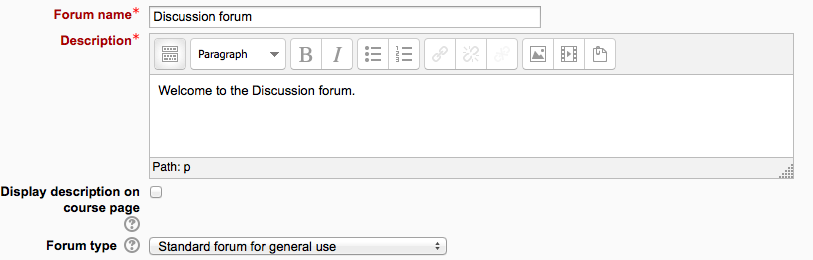 Forum name* Discussion forum
Description*
Paragraph B I
Welcome to the Discussion forum.
Path: p
Display description on
course page
?
Forum type ? Standard forum for general use